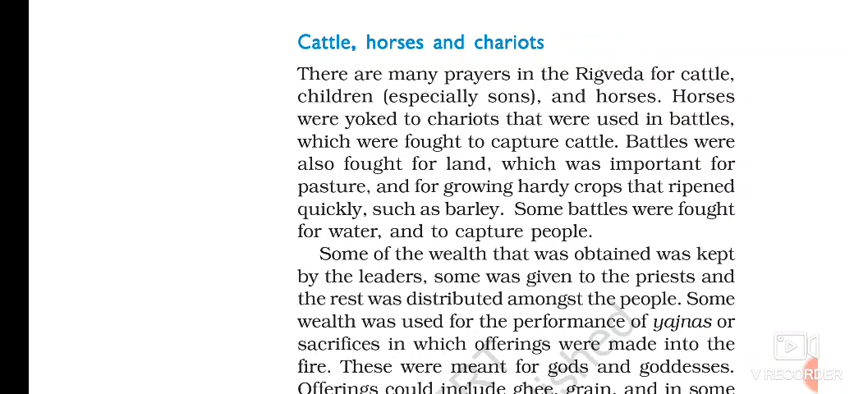 Cattle, horses and chariots
There are many prayers in the Rigveda for cattle,
children (especially sons), and horses. Horses
were yoked to chariots that were used in battles,
which were fought to capture cattle. Battles were
also fought for land, which was important for
pasture, and for growing hardy crops that ripened
quickly, such as barley. Some battles were fought
for water, and to capture people.
Some of the wealth that was obtained was kept
by the leaders, some was given to the priests and
the rest was distributed amongst the people. Some
wealth was used for the performance of yajnas or
sacrifices in which offerings were made into the
fire. These were meant for gods and goddesses.
Offerings could include ghee, grain, and in some
V RECORDER